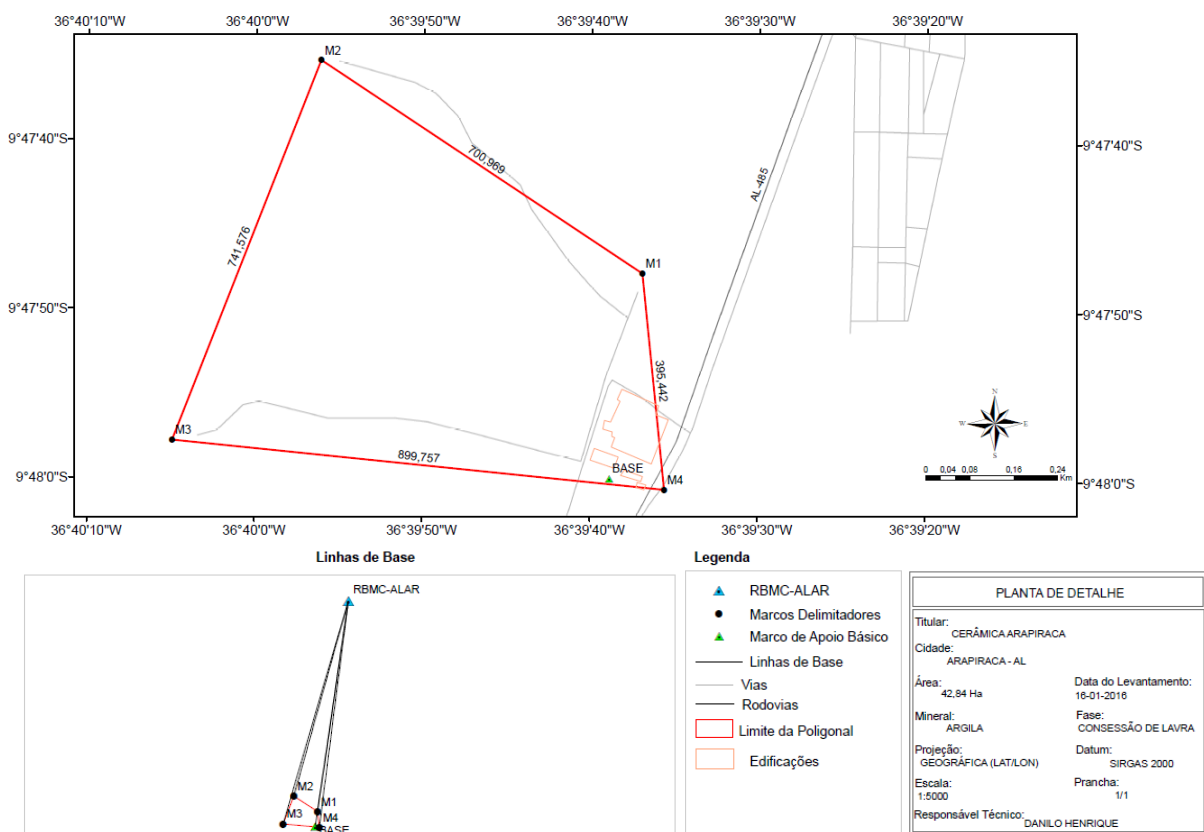 36°40'10"W 36°40'0"W 36°39'50"W 36°39'40"W 36°39'30"W 36°39'20"W
M2
9°47'40"S 9°47'40"S
700,969
AL-485
741,576
M1
9°47'50"S 9°47'50"S
395,442
N
W E
S
M3
899,757
BASE
M4
0 0,04 0,08 0,16 0,24
Km
9°48'0"S 9°48'0"S
36°40'10"W 36°40'0"W 36°39'50"W 36°39'40"W 36°39'30"W 36°39'20"W
Linhas de Base
RBMC-ALAR
M2
M1
M3
M4
BASE
Legenda
RBMC-ALAR
Marcos Delimitadores
Marco de Apoio Básico
Linhas de Base
Vias
Rodovias
Limite da Poligonal
Edificações
PLANTA DE DETALHE
Titular:
CERÂMICA ARAPIRACA
Cidade:
ARAPIRACA - AL
Área: Data do Levantamento:
42,84 Ha 16-01-2016
Mineral: Fase:
ARGILA CONSESSÃO DE LAVRA
Projeção: Datum:
GEOGRÁFICA (LAT/LON) SIRGAS 2000
Escala: Prancha:
1:5000 1/1
Responsável Técnico: DANILO HENRIQUE